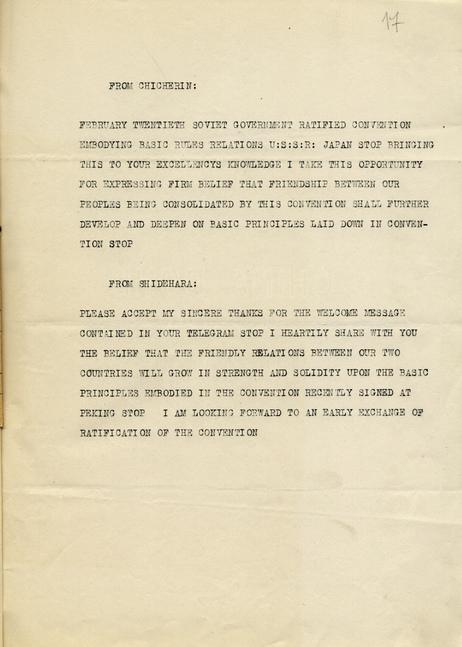 17
FROM CHICHERIN:
FEBRUARY TWENTIETH SOVIET GOVERNMENT RATIFIED CONVENTION
EMBODYING BASIC RULES RELATIONS U:S:S:R: JAPAN STOP BRINGING
THIS TO YOUR EXCELLENCYS KNOWLEDGE I TAKE THIS OPPORTUNITY
FOR EXPRESSING FIRM BELIEF THAT FRIENDSHIP BETWEEN OUR
PEOPLES BEING CONSOLIDATED BY THIS CONVENTION SHALL FURTHER
DEVELOP AND DEEPEN ON BASIC PRINCIPLES LAID DOWN IN CONVEN-
TION STOP
FROM SHIDEHARA:
PLEASE ACCEPT MY SINCERE THANKS FOR THE WELCOME MESSAGE
CONTAINED IN YOUR TELEGRAM STOP I HEARTILY SHARE WITH YOU
THE BELIEF THAT THE FRIENDLY RELATIONS BETWEEN OUR TWO
COUNTRIES WILL GROW IN STRENGTH AND SOLIDITY UPON THE BASIC
PRINCIPLES EMBODIED IN THE CONVENTION RECENTLY SIGNED AT
PEKING STOP I AM LOOKING FORWARD TO AN EARLY EXCHANGE OF
RATIFICATION OF THE CONVENTION